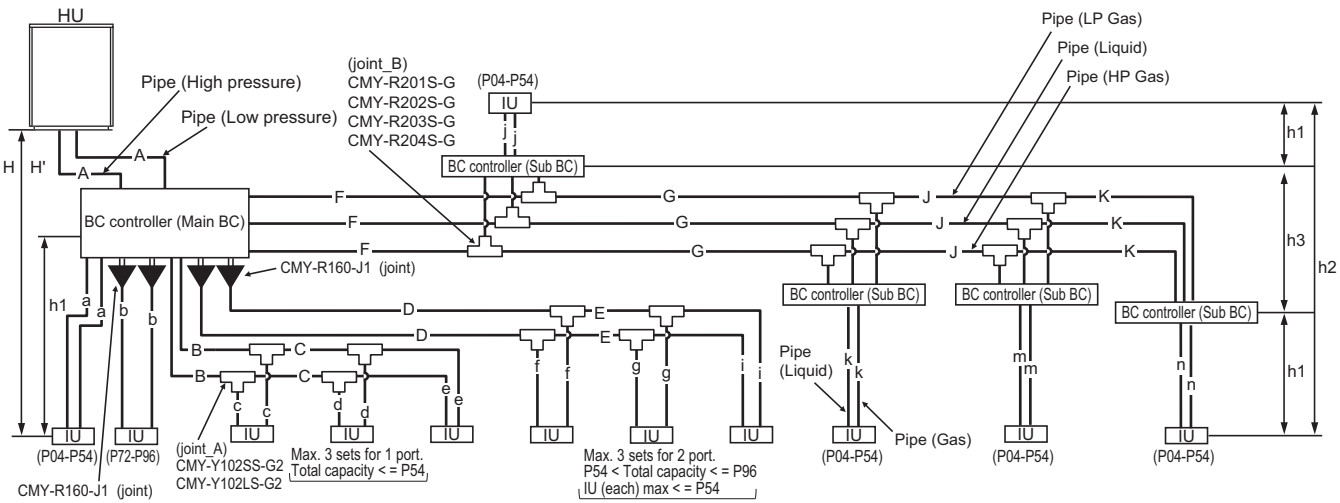 HU
Pipe (High pressure)
Pipe (Low pressure)
(joint_B)
CMY-R201S-G
CMY-R202S-G
CMY-R203S-G
CMY-R204S-G
(P04-P54)
IU
Pipe (LP Gas)
Pipe (Liquid)
Pipe (HP Gas)
H
H'
A
A
j
j
h1
BC controller (Sub BC)
BC controller (Main BC)
F
G
J
K
F
G
J
K
F
G
J
K
h3
h2
CMY-R160-J1 (joint)
h1
a
a
b
b
BC controller (Sub BC)
BC controller (Sub BC)
BC controller (Sub BC)
D
E
D
E
B
C
B
C
c
c
d
d
e
e
f
f
g
g
i
i
Pipe
(Liquid)
k
k
m
m
n
n
h1
Pipe (Gas)
IU
IU
IU
IU
IU
IU
IU
IU
IU
IU
IU
(P04-P54)
(P72-P96)
(joint_A)
CMY-Y102SS-G2
CMY-Y102LS-G2
Max. 3 sets for 1 port.
Total capacity < = P54
Max. 3 sets for 2 port.
P54 < Total capacity < = P96
IU (each) max < = P54
(P04-P54)
(P04-P54)
(P04-P54)
CMY-R160-J1 (joint)